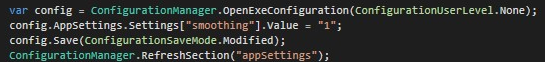 var config = ConfigurationManager.OpenExeConfiguration(ConfigurationUserLevel.None);
config.AppSettings.Settings["smoothing"].Value = "1";
config.Save(ConfigurationSaveMode.Modified);
ConfigurationManager.RefreshSection("appSettings");